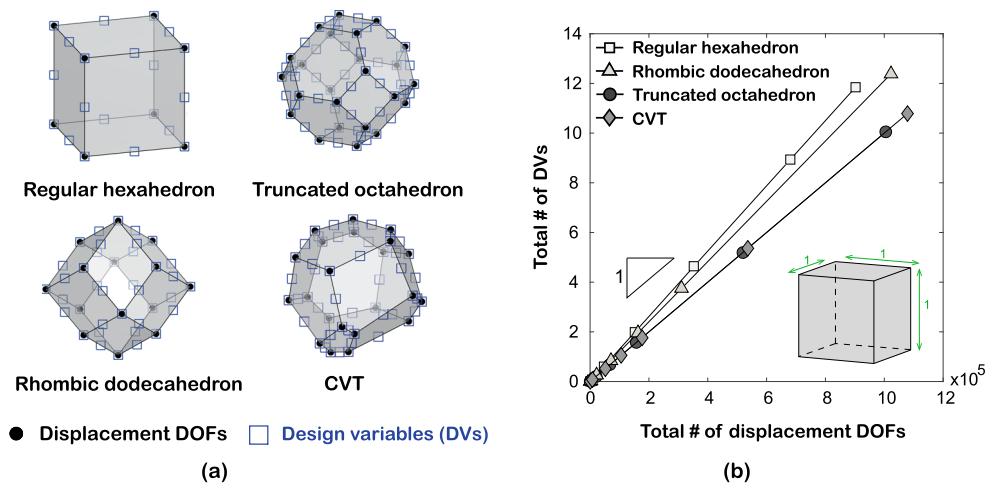 Regular hexahedron
Truncated octahedron
Rhombic dodecahedron
CVT
Displacement DOFs
Design variables (DVs)
(a)
14
12
10
8
6
4
2
0
Total # of DVs
Regular hexahedron
Rhombic dodecahedron
Truncated octahedron
CVT
1
1
1
1
0
2
4
6
8
10
12
x10⁵
Total # of displacement DOFs
(b)